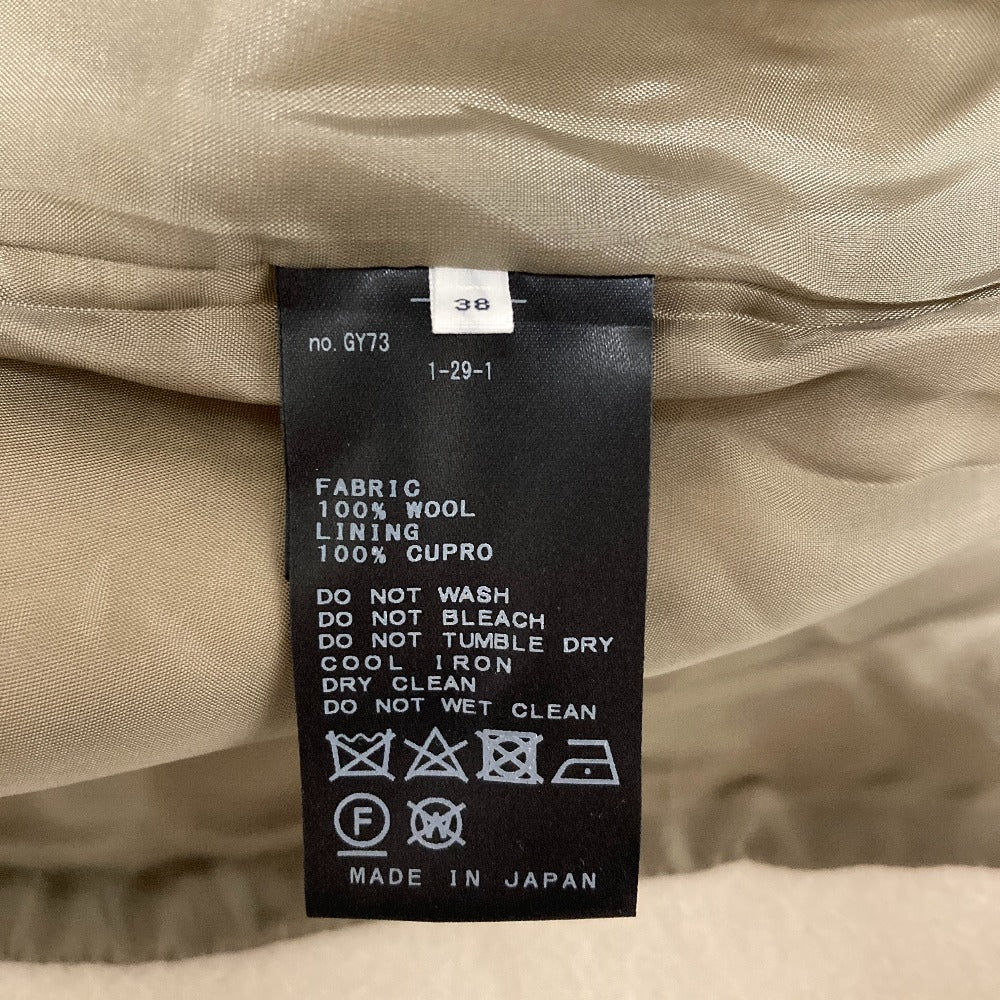 38
no. GY73
1-29-1
FABRIC
100% WOOL
LINING
100% CUPRO
DO NOT WASH
DO NOT BLEACH
DO NOT TUMBLE DRY
COOL IRON
DRY CLEAN
DO NOT WET CLEAN
F W
MADE IN JAPAN